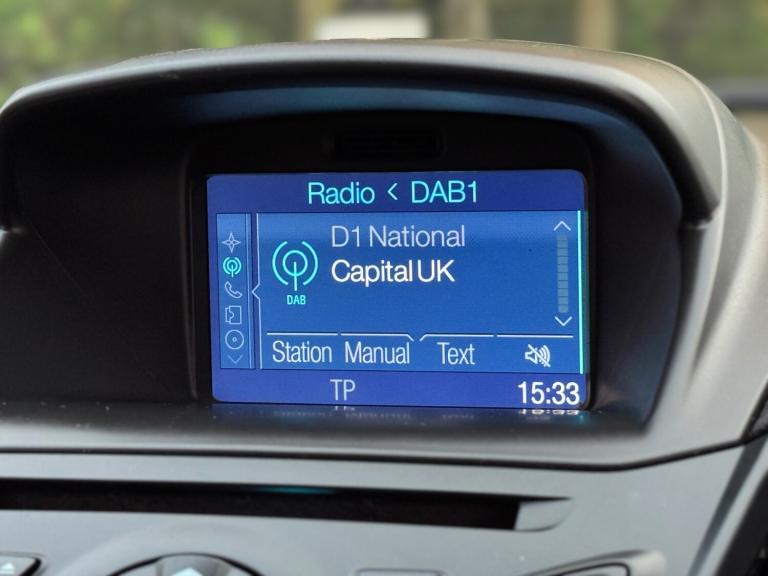 Radio < DAB1
D1 National
Capital UK
DAB
Station Manual Text
TP 15:33